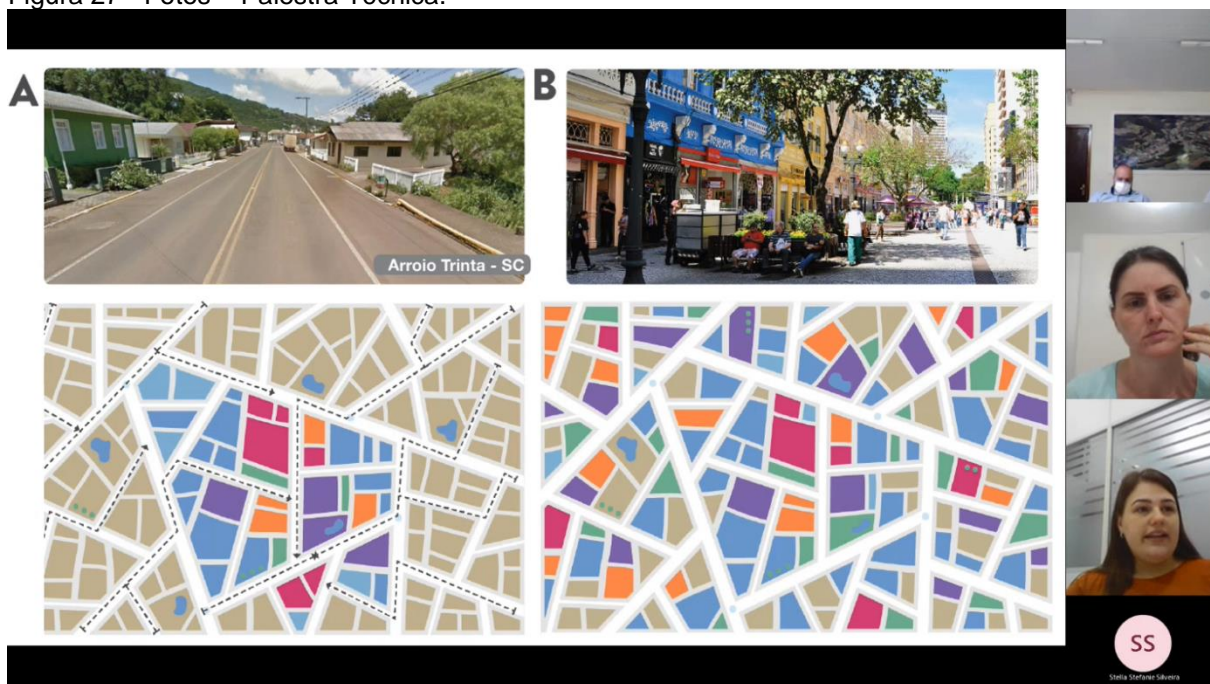 Figura 27 - Fotos – Palestra Técnica.
A
B
Arroio Trinta - SC
SS
Stella Stefanie Silveira